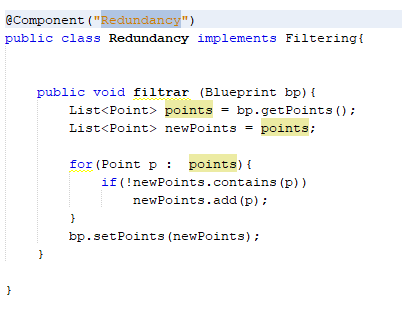 @Component("Redundancy")
public class Redundancy implements Filtering{
public void filtrar (Blueprint bp){
List<Point> points = bp.getPoints();
List<Point> newPoints = points;
for(Point p :  points){
if(!newPoints.contains(p))
newPoints.add(p);
}
bp.setPoints(newPoints);
}
}